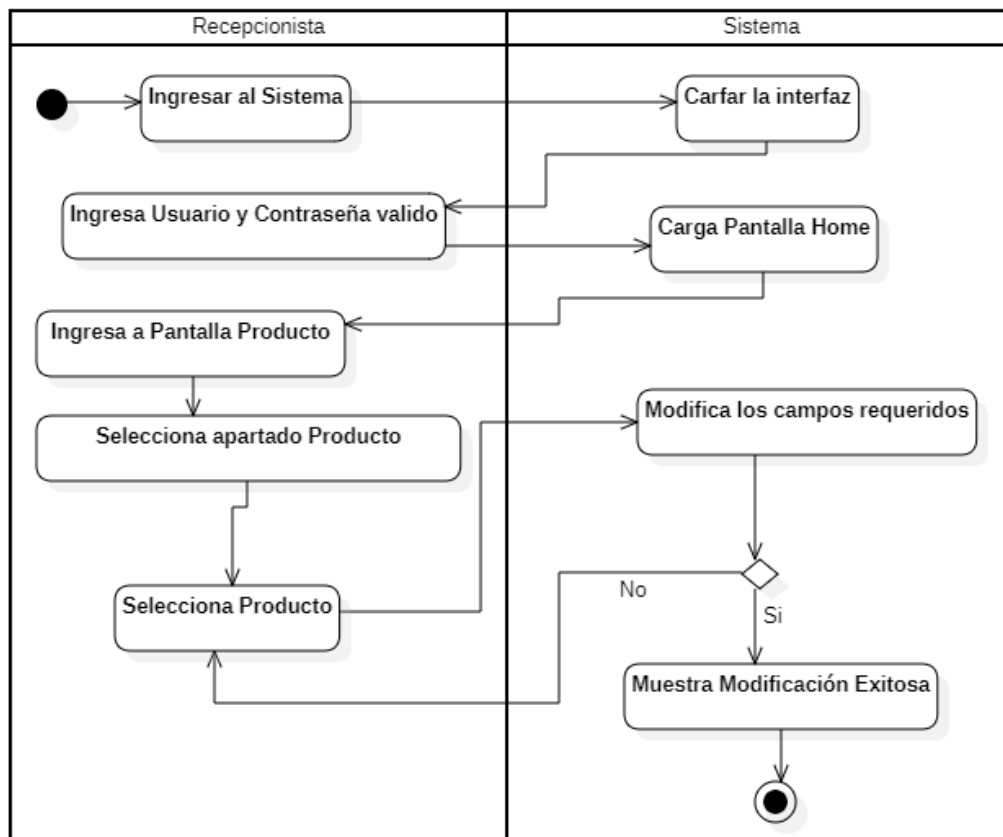 Recepcionista
Sistema
Ingresar al Sistema
Carfar la interfaz
Ingresa Usuario y Contraseña valido
Carga Pantalla Home
Ingresa a Pantalla Producto
Selecciona apartado Producto
Modifica los campos requeridos
Selecciona Producto
No
Si
Muestra Modificación Exitosa